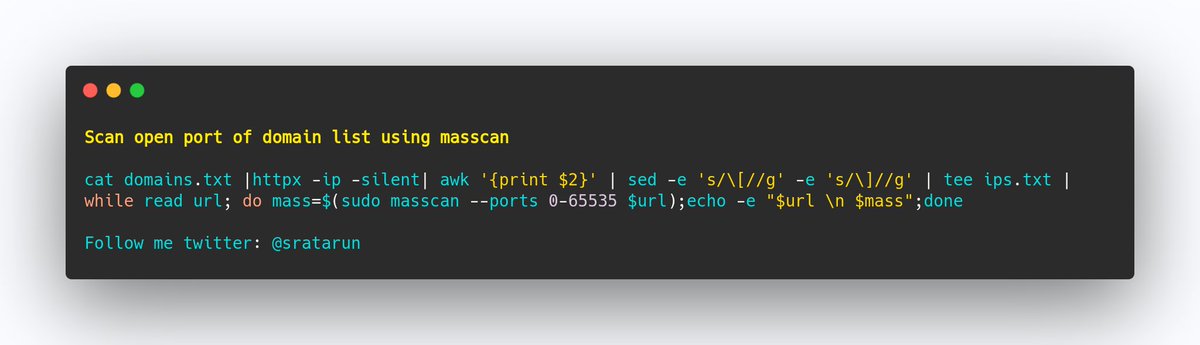 Scan open port of domain list using masscan
cat domains.txt |httpx -ip -silent| awk '{print $2}' | sed -e 's/\[//g' -e 's/\]//g' | tee ips.txt |
while read url; do mass=$(sudo masscan --ports 0-65535 $url);echo -e "$url \n $mass";done
Follow me twitter: @sratarun